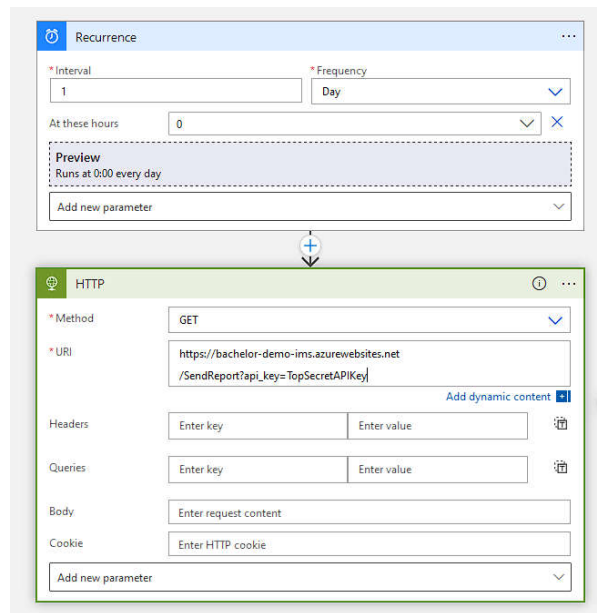 Recurrence
* Interval
* Frequency
1
Day
At these hours
0
Preview
Runs at 0:00 every day
Add new parameter
HTTP
* Method
GET
* URI
https://bachelor-demo-ims.azurewebsites.net
/SendReport?api_key=TopSecretAPIKey
Add dynamic content
Headers
Enter key
Enter value
Queries
Enter key
Enter value
Body
Enter request content
Cookie
Enter HTTP cookie
Add new parameter